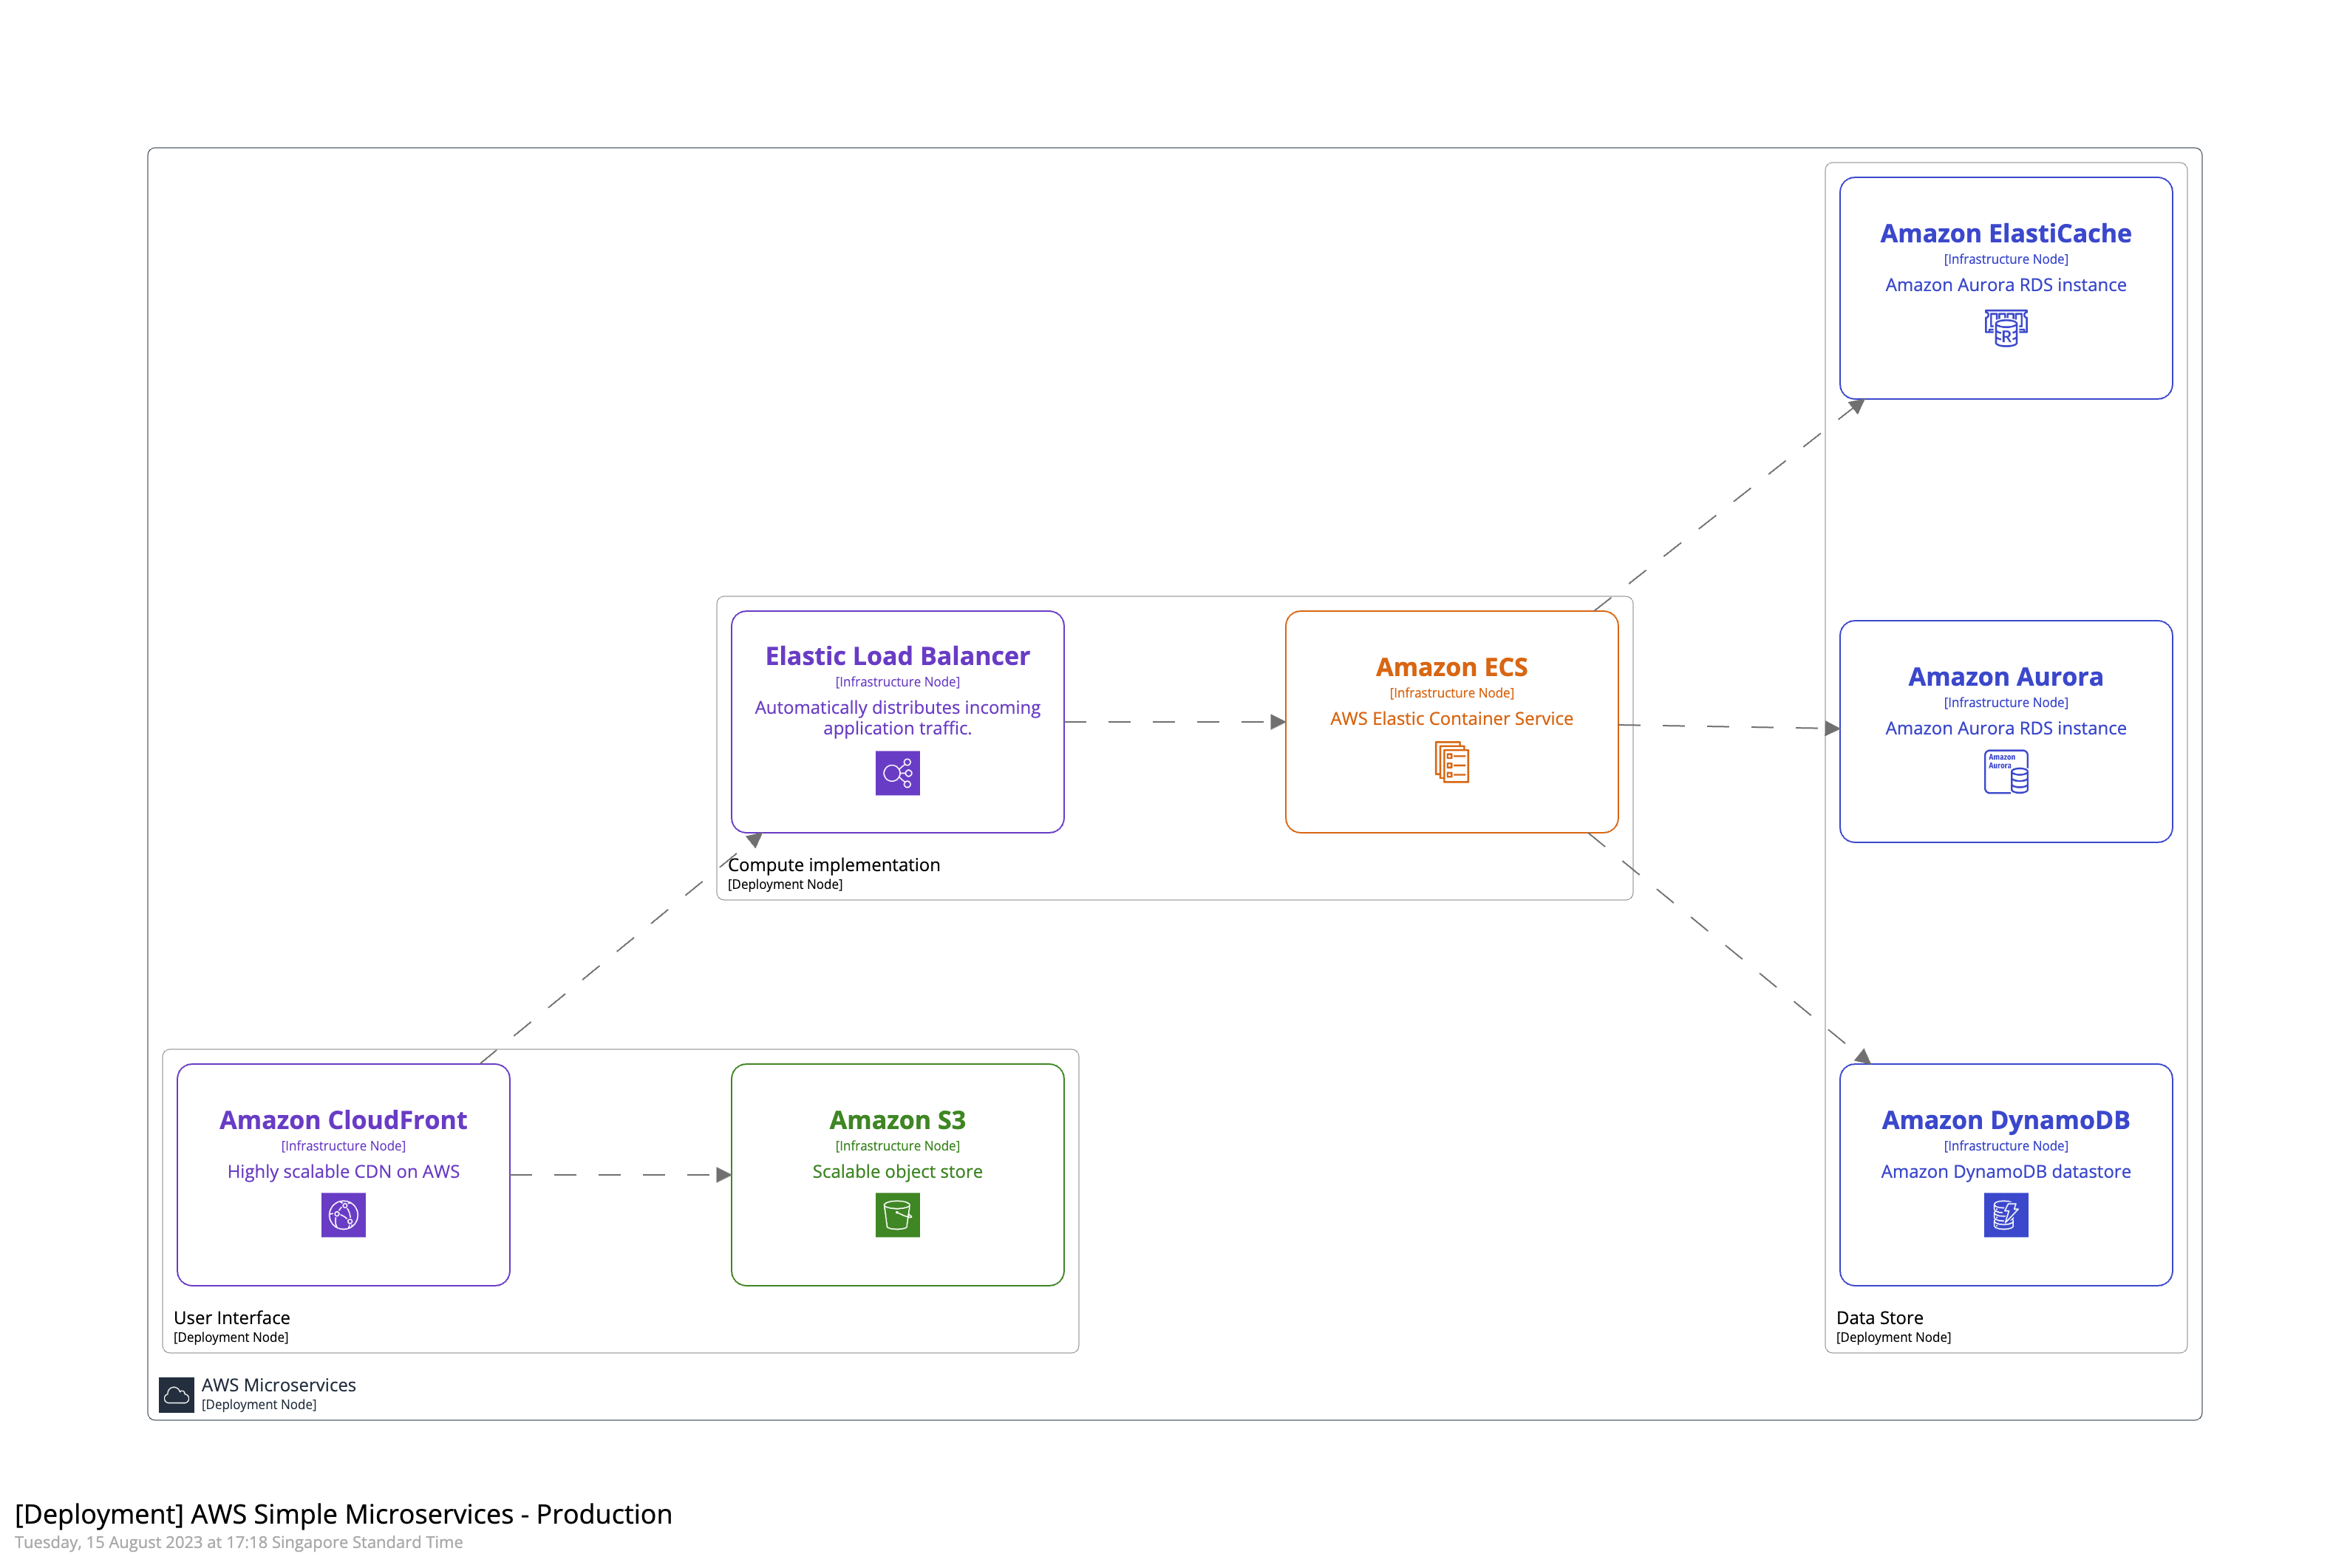 Amazon ElastiCache
[Infrastructure Node]
Amazon Aurora RDS instance
R
Elastic Load Balancer
[Infrastructure Node]
Automatically distributes incoming
application traffic.
Amazon ECS
[Infrastructure Node]
AWS Elastic Container Service
Amazon Aurora
[Infrastructure Node]
Amazon Aurora RDS instance
Amazon
Aurora
Compute implementation
[Deployment Node]
Amazon CloudFront
[Infrastructure Node]
Highly scalable CDN on AWS
Amazon S3
[Infrastructure Node]
Scalable object store
Amazon DynamoDB
[Infrastructure Node]
Amazon DynamoDB datastore
User Interface
[Deployment Node]
Data Store
[Deployment Node]
AWS Microservices
[Deployment Node]
[Deployment] AWS Simple Microservices - Production
Tuesday, 15 August 2023 at 17:18 Singapore Standard Time